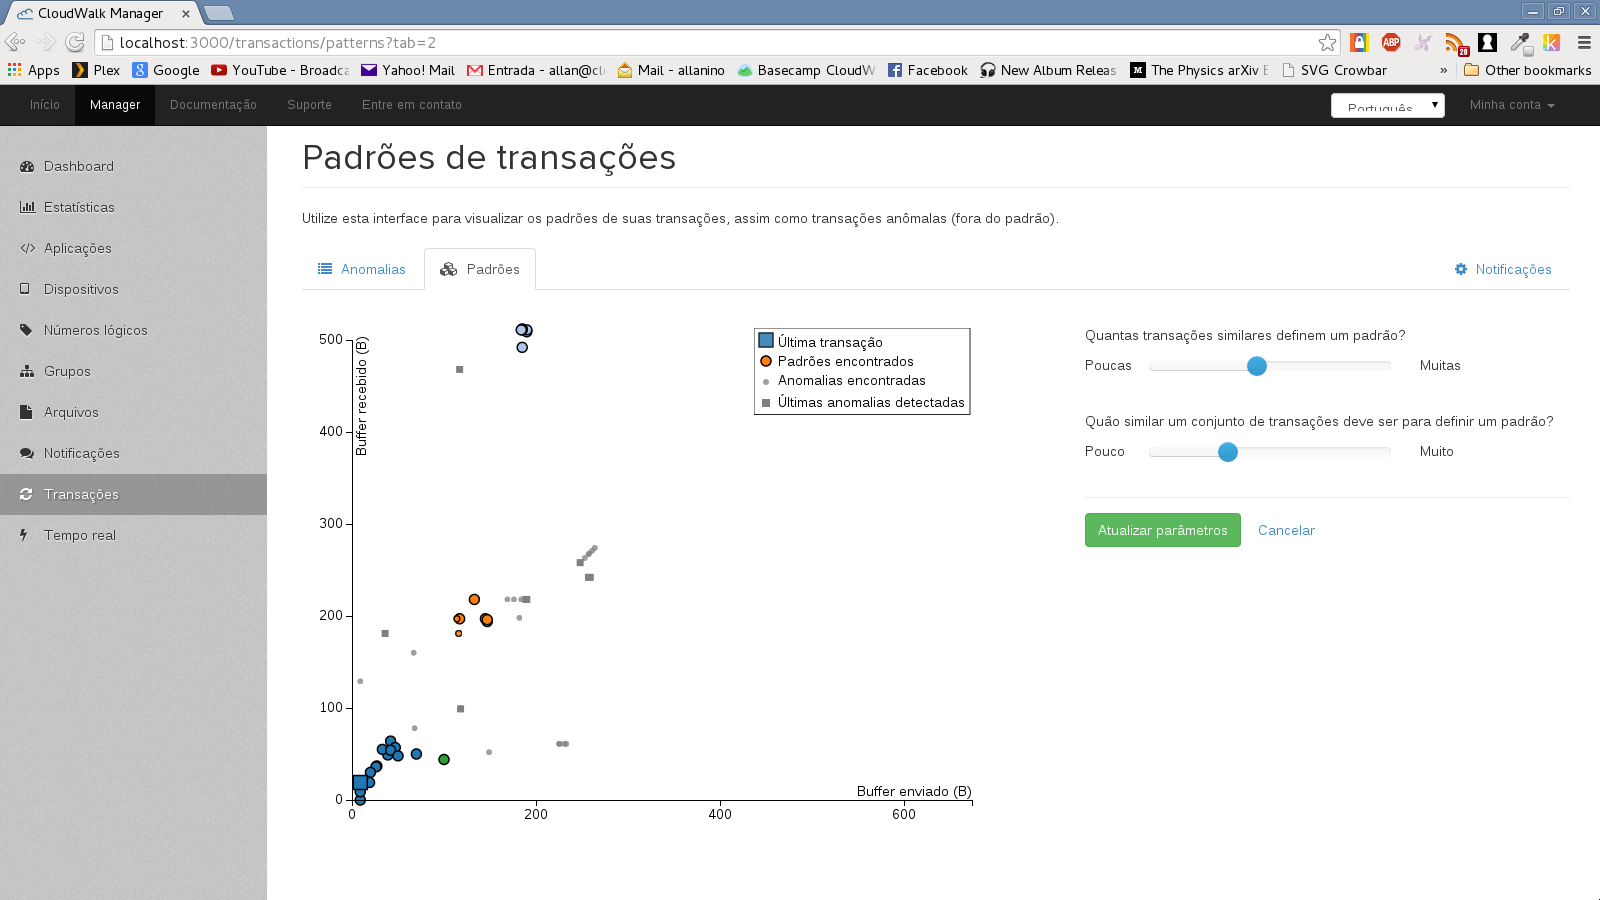 CloudWalk Manager
localhost:3000/transactions/patterns?tab=2
Apps Plex Google YouTube - Broadca Yahoo! Mail Entrada - allan@cl Mail - allanino Basecamp CloudW Facebook New Album Releas The Physics arXiv SVG Crowbar » Other bookmarks
ABP
28
Início Manager Documentação Suporte Entre em contato Português Minha conta
Dashboard
Estatísticas
Aplicações
Dispositivos
Números lógicos
Grupos
Arquivos
Notificações
Transações
Tempo real
Padrões de transações
Utilize esta interface para visualizar os padrões de suas transações, assim como transações anômalas (fora do padrão).
Anomalias Padrões Notificações
500
400
300
200
100
0
Buffer recebido (B)
0 200 400 600
Buffer enviado (B)
Última transação
Padrões encontrados
Anomalias encontradas
Últimas anomalias detectadas
Quantas transações similares definem um padrão?
Poucas Muitas
Quão similar um conjunto de transações deve ser para definir um padrão?
Pouco Muito
Atualizar parâmetros Cancelar